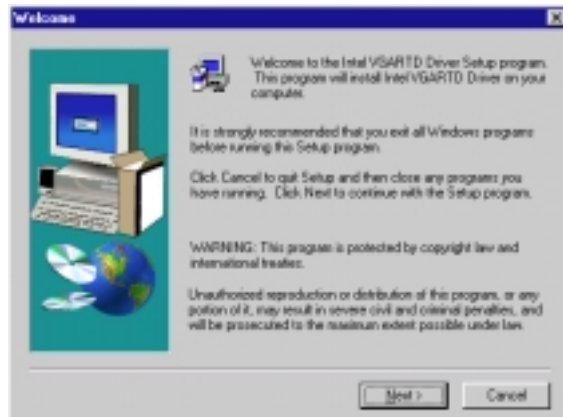 Welcome
Welcome to the Intel VGARTD Driver Setup program.
This program will install Intel VGARTD Driver on your
computer.
It is strongly recommended that you exit all Windows programs
before running this Setup program.
Click Cancel to quit Setup and then close any programs you
have running. Click Next to continue with the Setup program.
WARNING: This program is protected by copyright law and
international treaties.
Unauthorized reproduction or distribution of this program, or any
portion of it, may result in severe civil and criminal penalties, and
will be prosecuted to the maximum extent possible under law.
Next >
Cancel